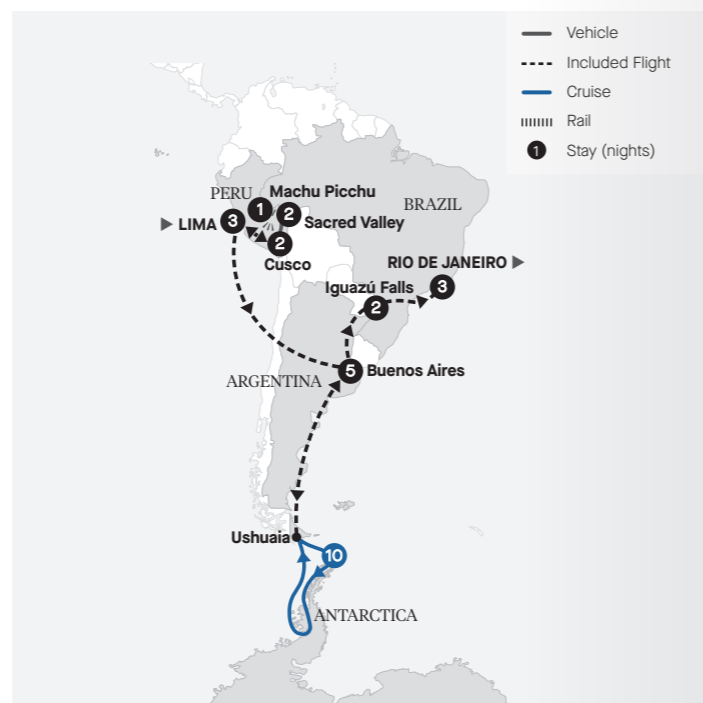 Vehicle
Included Flight
Cruise
Rail
1 Stay (nights)
PERU
Machu Picchu
BRAZIL
▶ LIMA 3
1
2
Sacred Valley
2
Cusco
RIO DE JANEIRO ▶
Iguazú Falls
3
2
ARGENTINA
5 Buenos Aires
Ushuaia
10
ANTARCTICA